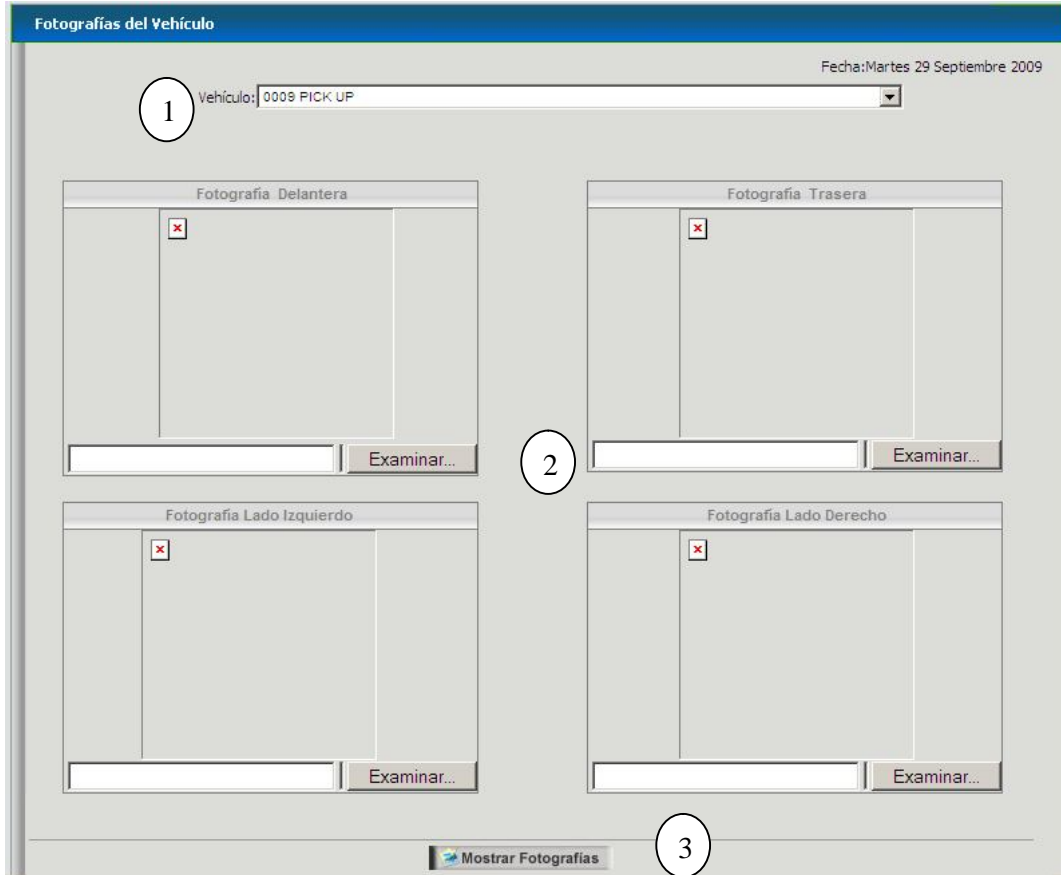 Fotografías del Vehículo
Fecha:Martes 29 Septiembre 2009
1
Vehículo: 0009 PICK UP
Fotografía Delantera
Fotografía Trasera
Examinar...
2
Examinar...
Fotografía Lado Izquierdo
Fotografía Lado Derecho
Examinar...
Examinar...
Mostrar Fotografías
3